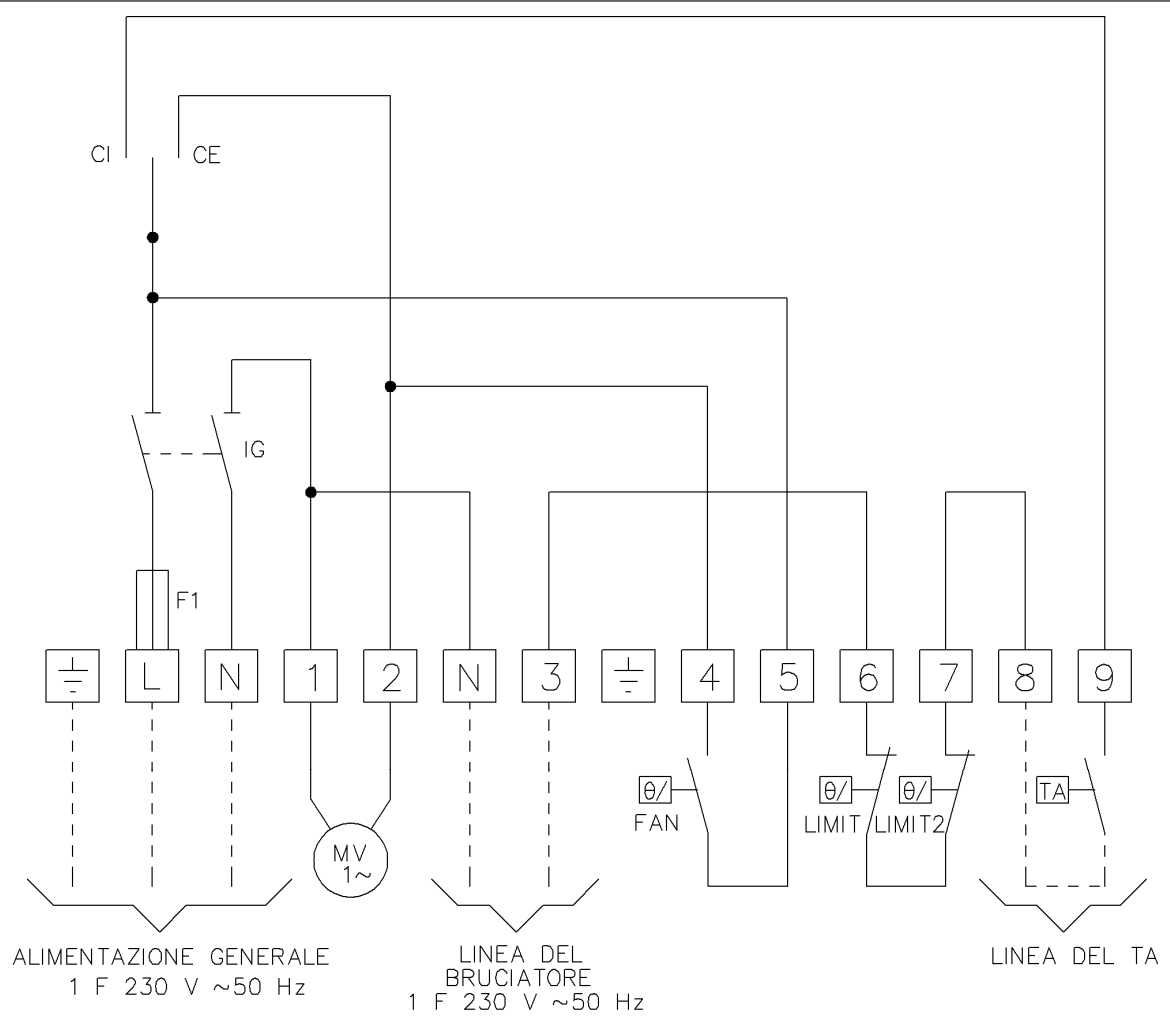 CI
CE
IG
F1
L N 1 2 N 3 4 5 6 7 8 9
θ/ θ/ θ/ TA
FAN LIMIT LIMIT2
MV
1~
ALIMENTAZIONE GENERALE
1 F 230 V ~50 Hz
LINEA DEL
BRUCIATORE
1 F 230 V ~50 Hz
LINEA DEL TA